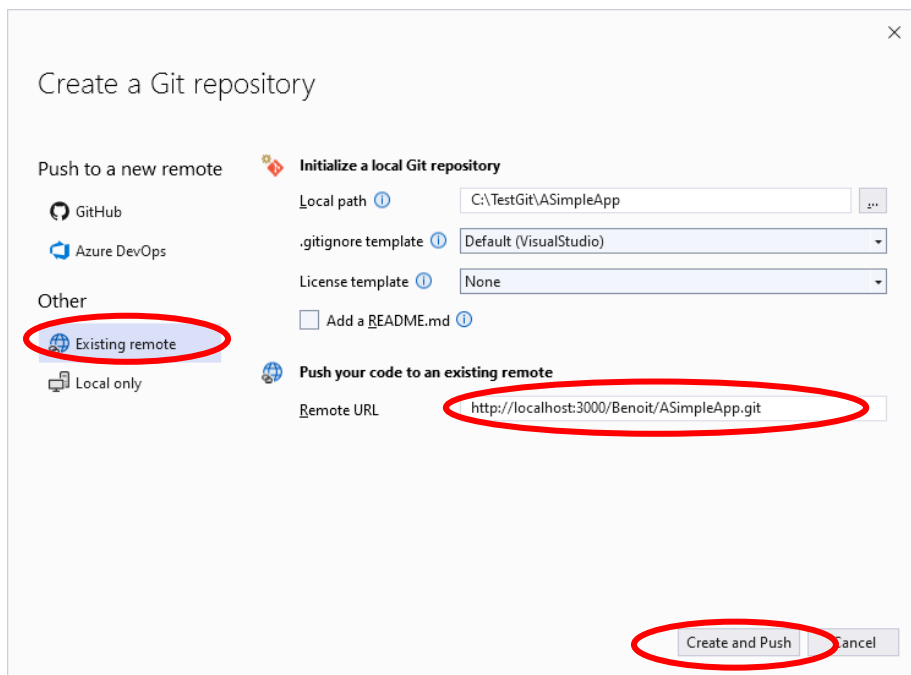 Create a Git repository
Push to a new remote
GitHub
Azure DevOps
Other
Existing remote
Local only
Initialize a local Git repository
Local path
C:\TestGit\ASimpleApp
...
.gitignore template
Default (VisualStudio)
License template
None
Add a README.md
Push your code to an existing remote
Remote URL
http://localhost:3000/Benoit/ASimpleApp.git
Create and Push
Cancel